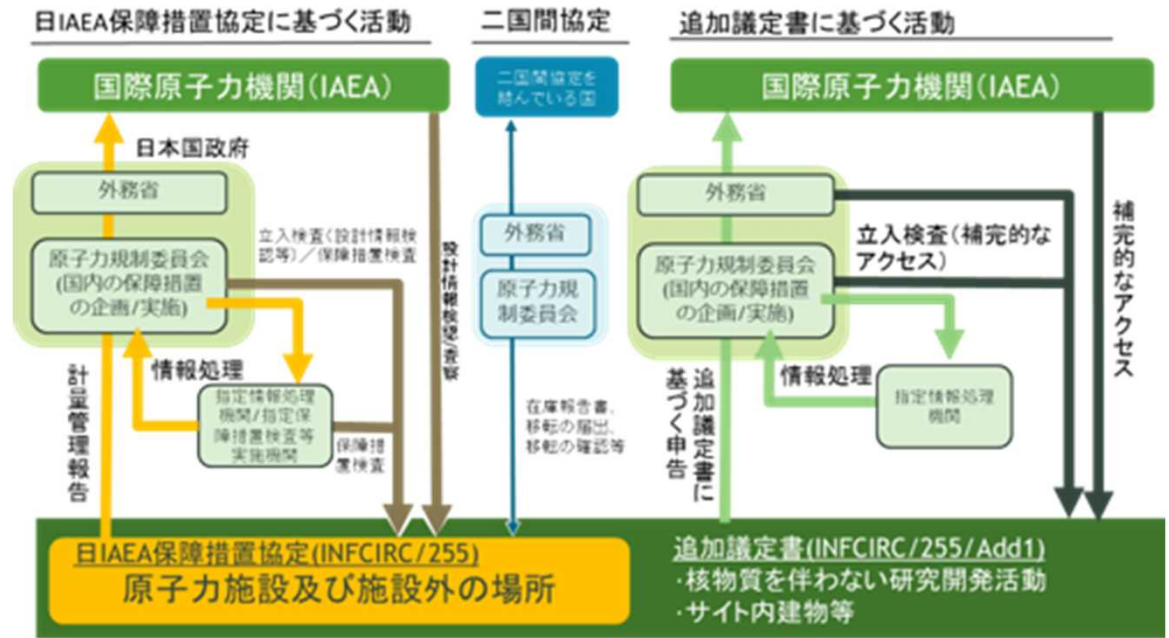 日IAEA保障措置協定に基づく活動
国際原子力機関(IAEA)
日本国政府
外務省
原子力規制委員会
(国内の保障措置
の企画/実施)
立入検査(設計情報検
認等)/保障措置検査
設計情報検認/査察
情報処理
指定情報処理
機関/指定保
障措置検査等
実施機関
保障措
置検査
計量管理報告
日IAEA保障措置協定(INFCIRC/255)
原子力施設及び施設外の場所
二国間協定
二国間協定を
結んでいる国
外務省
原子力規
制委員会
在庫報告書、
移転の届出、
移転の確認等
追加議定書に基づく活動
国際原子力機関(IAEA)
外務省
原子力規制委員会
(国内の保障措置
の企画/実施)
立入検査(補完的な
アクセス)
補完的なアクセス
情報処理
指定情報処理
機関
追加議定書に
基づく申告
追加議定書(INFCIRC/255/Add1)
・核物質を伴わない研究開発活動
・サイト内建物等